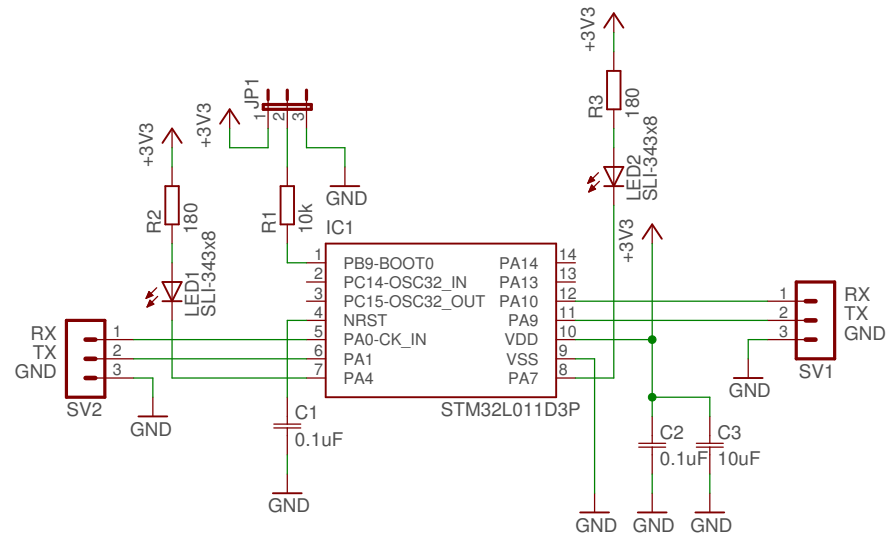 +3V3
+3V3
+3V3
+3V3
JP1
1
2
3
GND
R2
180
R1
10k
R3
180
LED1
SLI-343x8
LED2
SLI-343x8
IC1
1 PB9-BOOT0 PA14 14
2 PC14-OSC32_IN PA13 13
3 PC15-OSC32_OUT PA10 12
4 NRST PA9 11
5 PA0-CK_IN VDD 10
6 PA1 VSS 9
7 PA4 PA7 8
STM32L011D3P
RX 1
TX 2
GND 3
SV2
GND
1 RX
2 TX
3 GND
SV1
GND
C1
0.1uF
GND
C2
0.1uF
C3
10uF
GND
GND
GND